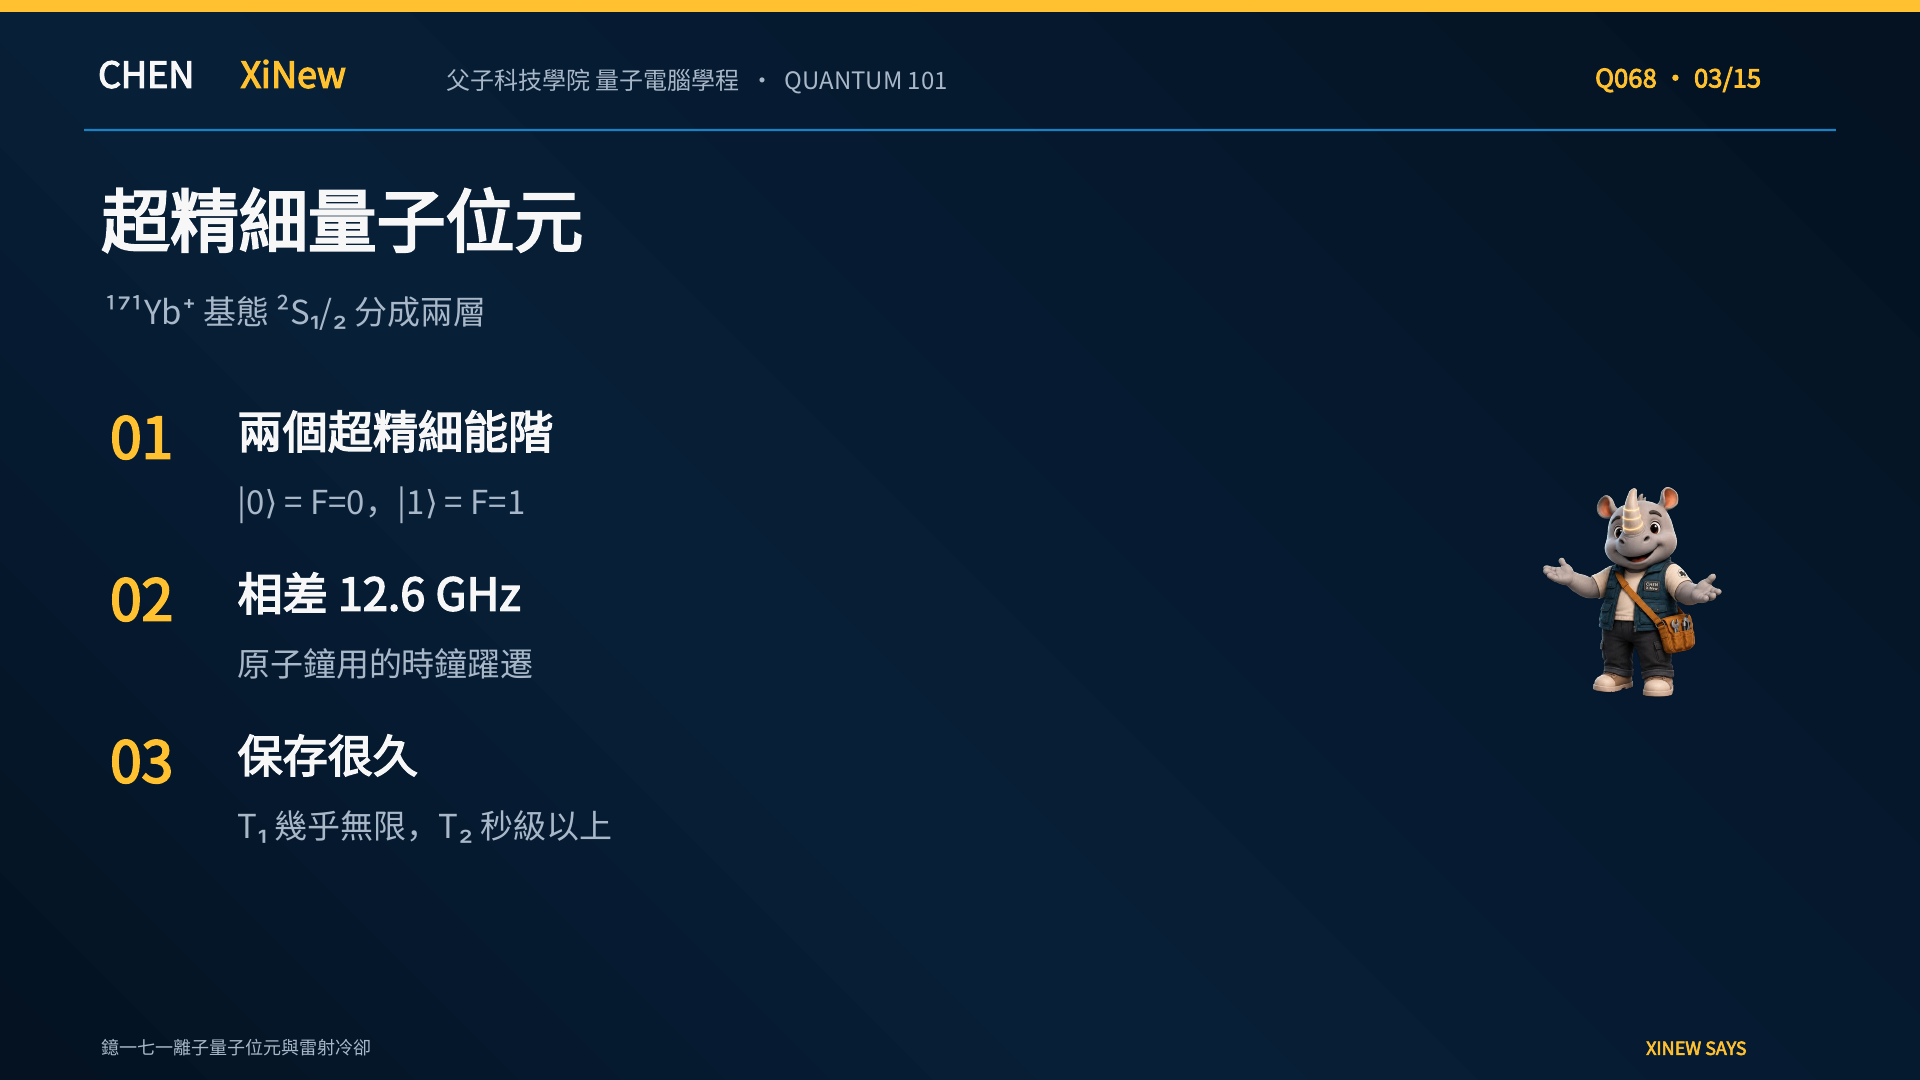 CHEN XiNew 父子科技學院 量子電腦學程 · QUANTUM 101 Q068 · 03/15
超精細量子位元
¹⁷¹Yb⁺ 基態 ²S₁/₂ 分成兩層
01 兩個超精細能階
|0⟩ = F=0，|1⟩ = F=1
02 相差 12.6 GHz
原子鐘用的時鐘躍遷
03 保存很久
T₁ 幾乎無限，T₂ 秒級以上
鐿一七一離子量子位元與雷射冷卻 XINEW SAYS